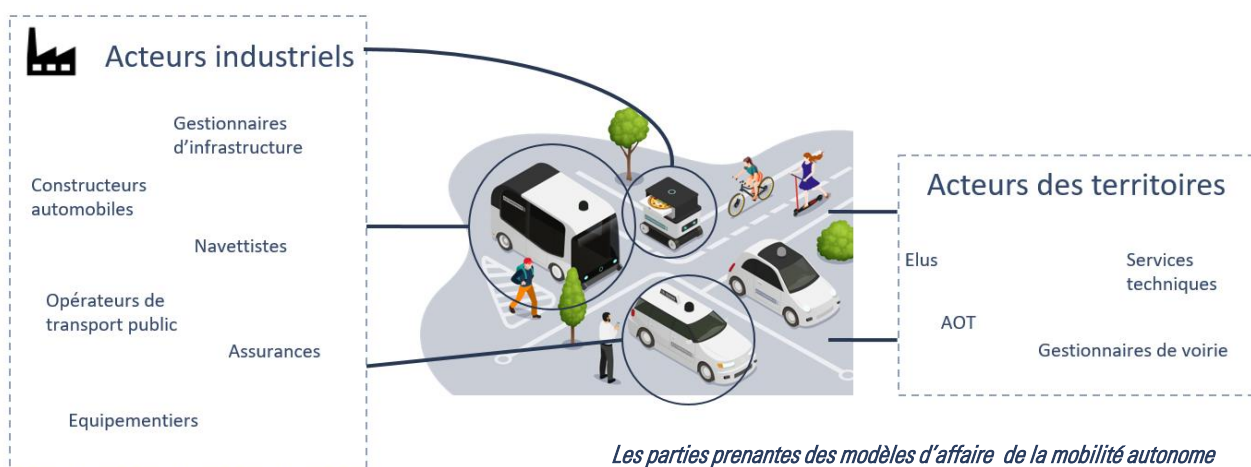 Acteurs industriels
Gestionnaires
d'infrastructure
Constructeurs
automobiles
Navettistes
Opérateurs de
transport public
Assurances
Equipementiers
Acteurs des territoires
Elus
Services
techniques
AOT
Gestionnaires de voirie
Les parties prenantes des modèles d'affaire de la mobilité autonome